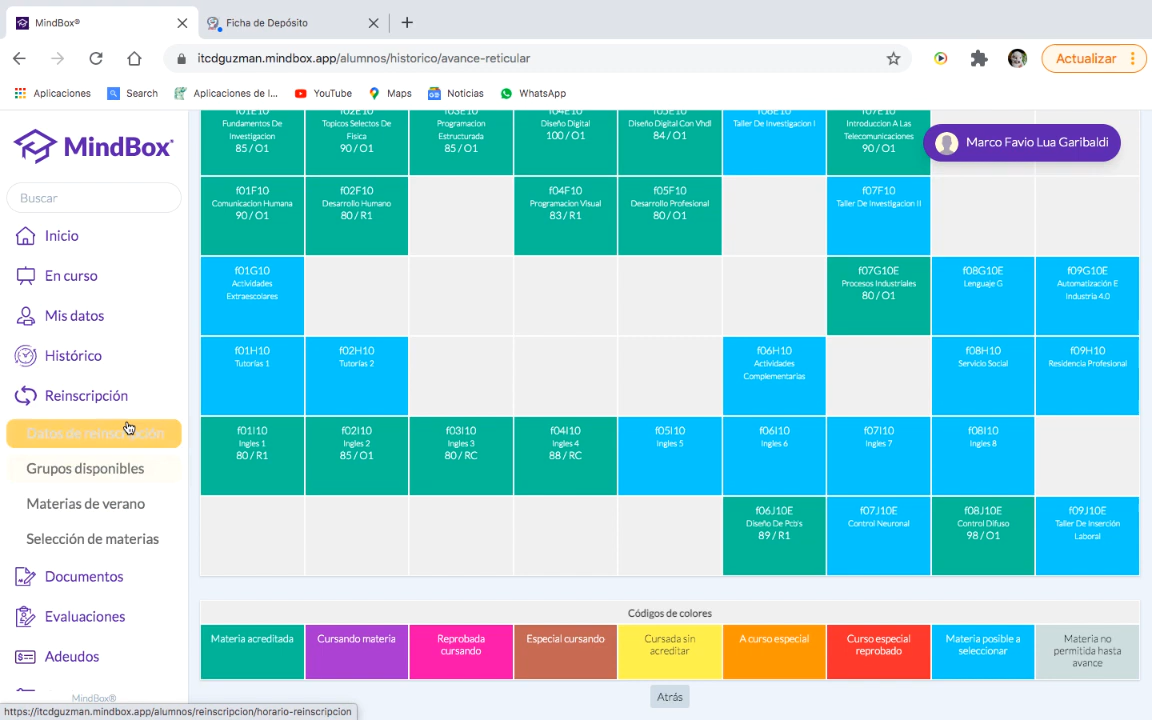 MindBox®
Ficha de Depósito
itcdguzman.mindbox.app/alumnos/historico/avance-reticular
Actualizar
Aplicaciones
Search
Aplicaciones de l...
YouTube
Maps
Noticias
WhatsApp
MindBox®
Buscar
Inicio
En curso
Mis datos
Histórico
Reinscripción
Datos de reinscripción
Grupos disponibles
Materias de verano
Selección de materias
Documentos
Evaluaciones
Adeudos
MindBox®
https://itcdguzman.mindbox.app/alumnos/reinscripcion/horario-reinscripcion
Marco Favio Lua Garibaldi
f01E10
Fundamentos De
Investigacion
85 / O1
f02E10
Topicos Selectos De
Fisica
90 / O1
f03E10
Programacion
Estructurada
85 / O1
f04E10
Diseño Digital
100 / O1
f05E10
Diseño Digital Con Vhdl
84 / O1
f06E10
Taller De Investigacion I
f07E10
Introduccion A Las
Telecomunicaciones
90 / O1
f01F10
Comunicacion Humana
90 / O1
f02F10
Desarrollo Humano
80 / R1
f04F10
Programacion Visual
83 / R1
f05F10
Desarrollo Profesional
80 / O1
f07F10
Taller De Investigacion II
f01G10
Actividades
Extraescolares
f07G10E
Procesos Industriales
80 / O1
f08G10E
Lenguaje G
f09G10E
Automatización E
Industria 4.0
f01H10
Tutorias 1
f02H10
Tutorias 2
f06H10
Actividades
Complementarias
f08H10
Servicio Social
f09H10
Residencia Profesional
f01I10
Ingles 1
80 / R1
f02I10
Ingles 2
85 / O1
f03I10
Ingles 3
80 / RC
f04I10
Ingles 4
88 / RC
f05I10
Ingles 5
f06I10
Ingles 6
f07I10
Ingles 7
f08I10
Ingles 8
f06J10E
Diseño De Pcb's
89 / R1
f07J10E
Control Neuronal
f08J10E
Control Difuso
98 / O1
f09J10E
Taller De Inserción
Laboral
Códigos de colores
Materia acreditada
Cursando materia
Reprobada
cursando
Especial cursando
Cursada sin
acreditar
A curso especial
Curso especial
reprobado
Materia posible a
seleccionar
Materia no
permitida hasta
avance
Atrás